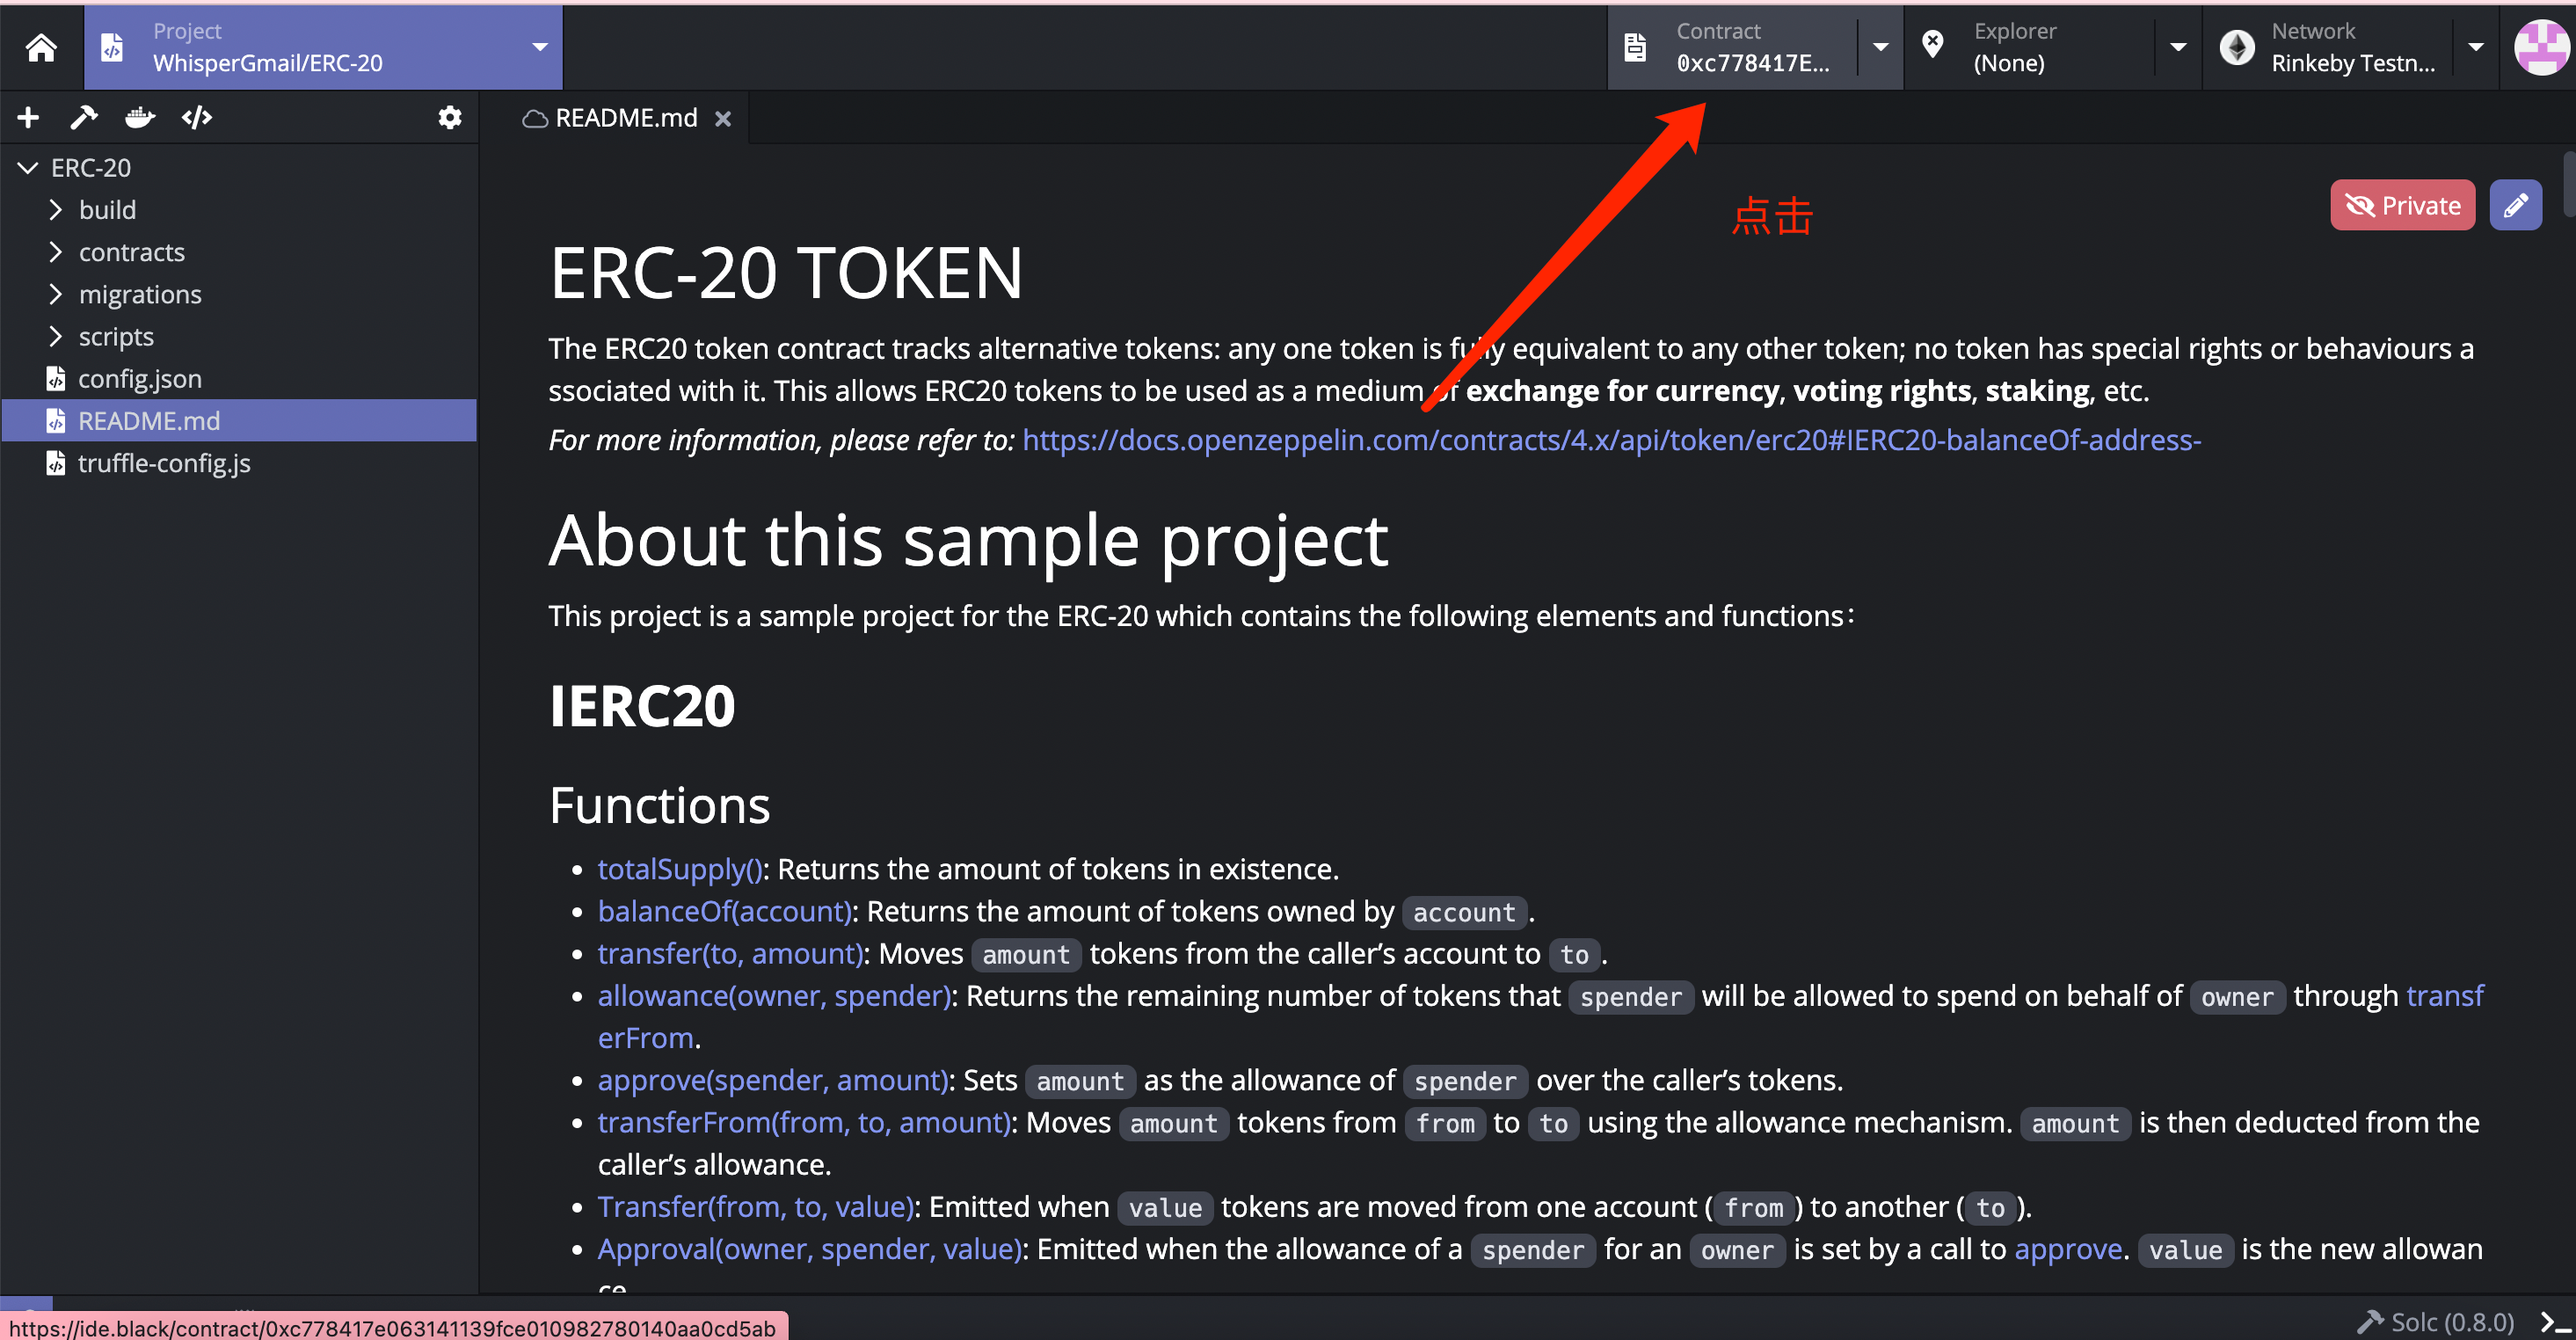 Project
WhisperGmail/ERC-20
Contract
0xc778417E...
Explorer
(None)
Network
Rinkeby Testn...
README.md
ERC-20
build
contracts
migrations
scripts
config.json
README.md
truffle-config.js
点击
Private
ERC-20 TOKEN
The ERC20 token contract tracks alternative tokens: any one token is fully equivalent to any other token; no token has special rights or behaviours a
ssociated with it. This allows ERC20 tokens to be used as a medium of exchange for currency, voting rights, staking, etc.
For more information, please refer to: https://docs.openzeppelin.com/contracts/4.x/api/token/erc20#IERC20-balanceOf-address-
About this sample project
This project is a sample project for the ERC-20 which contains the following elements and functions：
IERC20
Functions
totalSupply(): Returns the amount of tokens in existence.
balanceOf(account): Returns the amount of tokens owned by account.
transfer(to, amount): Moves amount tokens from the caller’s account to to.
allowance(owner, spender): Returns the remaining number of tokens that spender will be allowed to spend on behalf of owner through transf
erFrom.
approve(spender, amount): Sets amount as the allowance of spender over the caller’s tokens.
transferFrom(from, to, amount): Moves amount tokens from from to to using the allowance mechanism. amount is then deducted from the
caller’s allowance.
Transfer(from, to, value): Emitted when value tokens are moved from one account (from) to another (to).
Approval(owner, spender, value): Emitted when the allowance of a spender for an owner is set by a call to approve. value is the new allowan
ce
https://ide.black/contract/0xc778417e063141139fce010982780140aa0cd5ab
Solc (0.8.0)